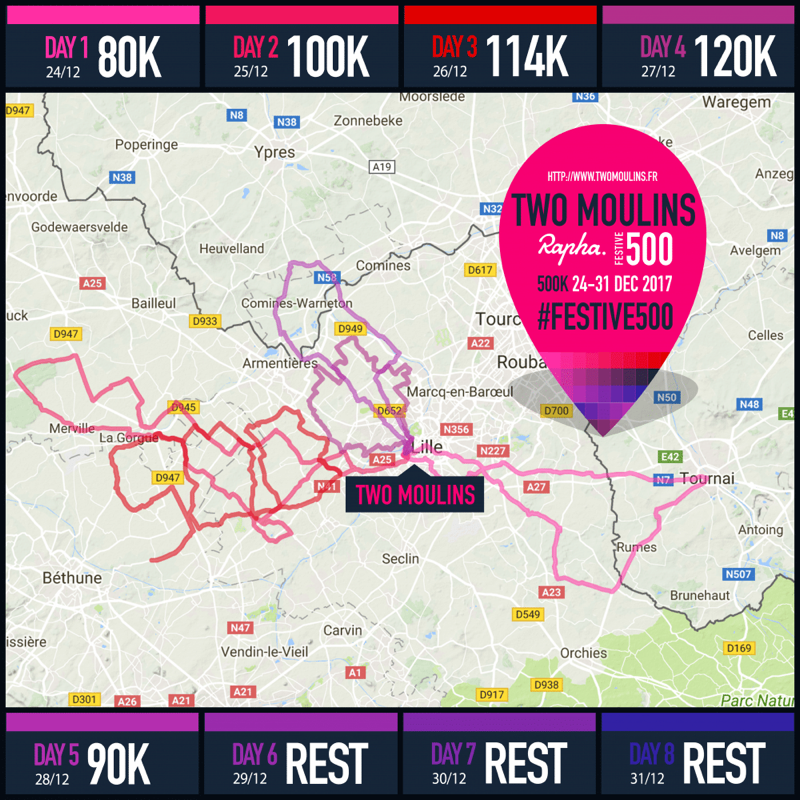 DAY 1 80K
24/12
DAY 2 100K
25/12
DAY 3 114K
26/12
DAY 4 120K
27/12
D947
N8
N36
Moorslede
Waregem
N38
Zonnebeke
Poperinge
Ypres
A19
Bruhake
N38
Anzeg
envoorde
HTTP://WWW.TWOMOULINS.FR
TWO MOULINS
Rapha.
FESTIVE
500
500K 24-31 DEC 2017
#FESTIVE500
N32
Godewaersvelde
N8
Heuvelland
Avelgem
Comines
D617
A25
N58
Bailleul
Comines-Warneton
uck
D933
Tourc
D947
D949
Celles
A22
Armentières
Rouba
Marcq-en-Barœul
N50
D945
D652
D700
N48
E4
Merville
La.Gorgue
N356
Lille
N227
E42
A25
D947
N7
Tournai
N41
A27
TWO MOULINS
Antoing
Rumes
Seclin
Béthune
N507
A23
Brunehaut
D549
N47
Carvin
issière
D169
Vendin-le-Vieil
Orchies
A1
D938
D301
A26
A21
A21
D917
Parc Natur
DAY 5 90K
28/12
DAY 6 REST
29/12
DAY 7 REST
30/12
DAY 8 REST
31/12